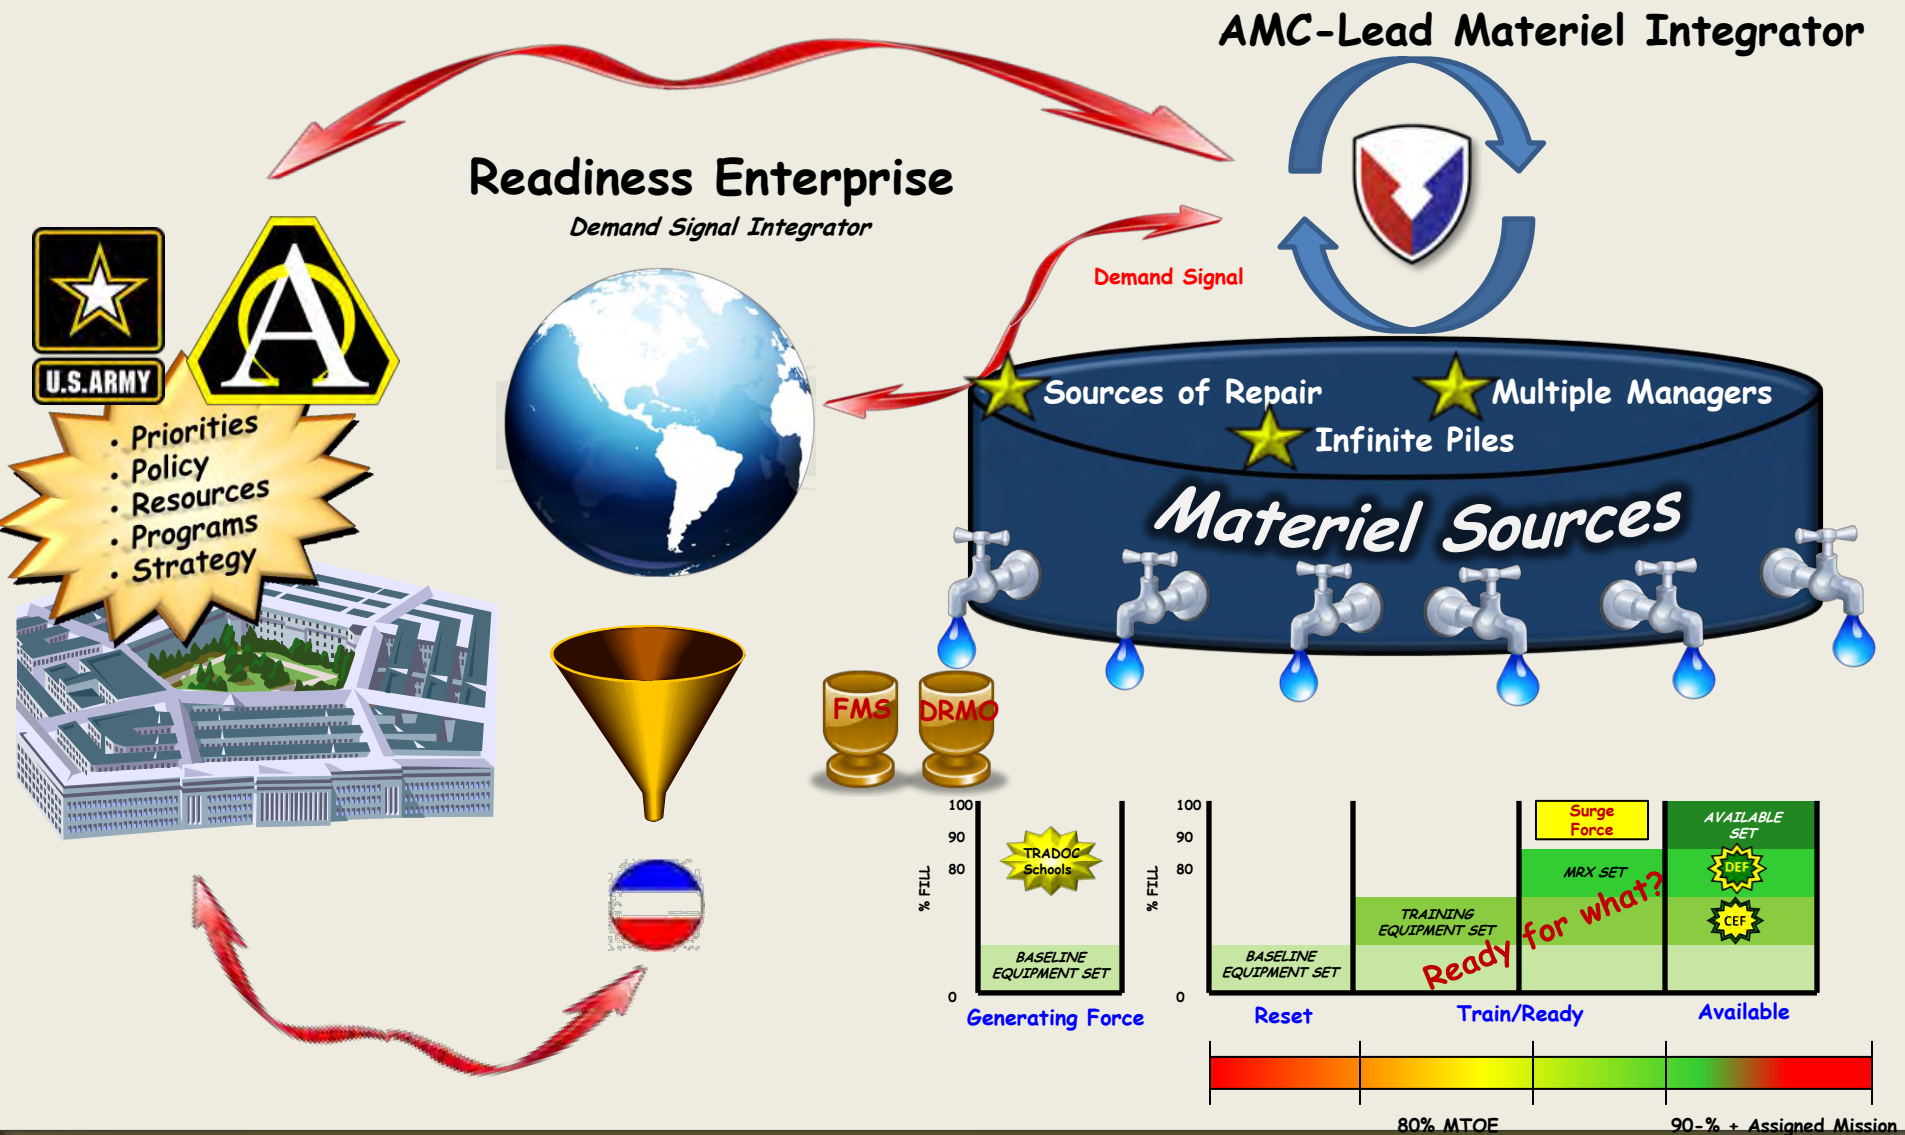 AMC-Lead Materiel Integrator
Readiness Enterprise
Demand Signal Integrator
Demand Signal
U.S.ARMY
A
• Priorities
• Policy
• Resources
• Programs
• Strategy
Sources of Repair
Multiple Managers
Infinite Piles
Materiel Sources
FMS
DRMO
100
90
80
0
% FILL
TRADOC
Schools
BASELINE
EQUIPMENT SET
Generating Force
100
90
80
0
% FILL
BASELINE
EQUIPMENT SET
TRAINING
EQUIPMENT SET
Surge
Force
MRX SET
AVAILABLE
SET
DEF
CEF
Ready for what?
Reset
Train/Ready
Available
80% MTOE
90-% + Assigned Mission